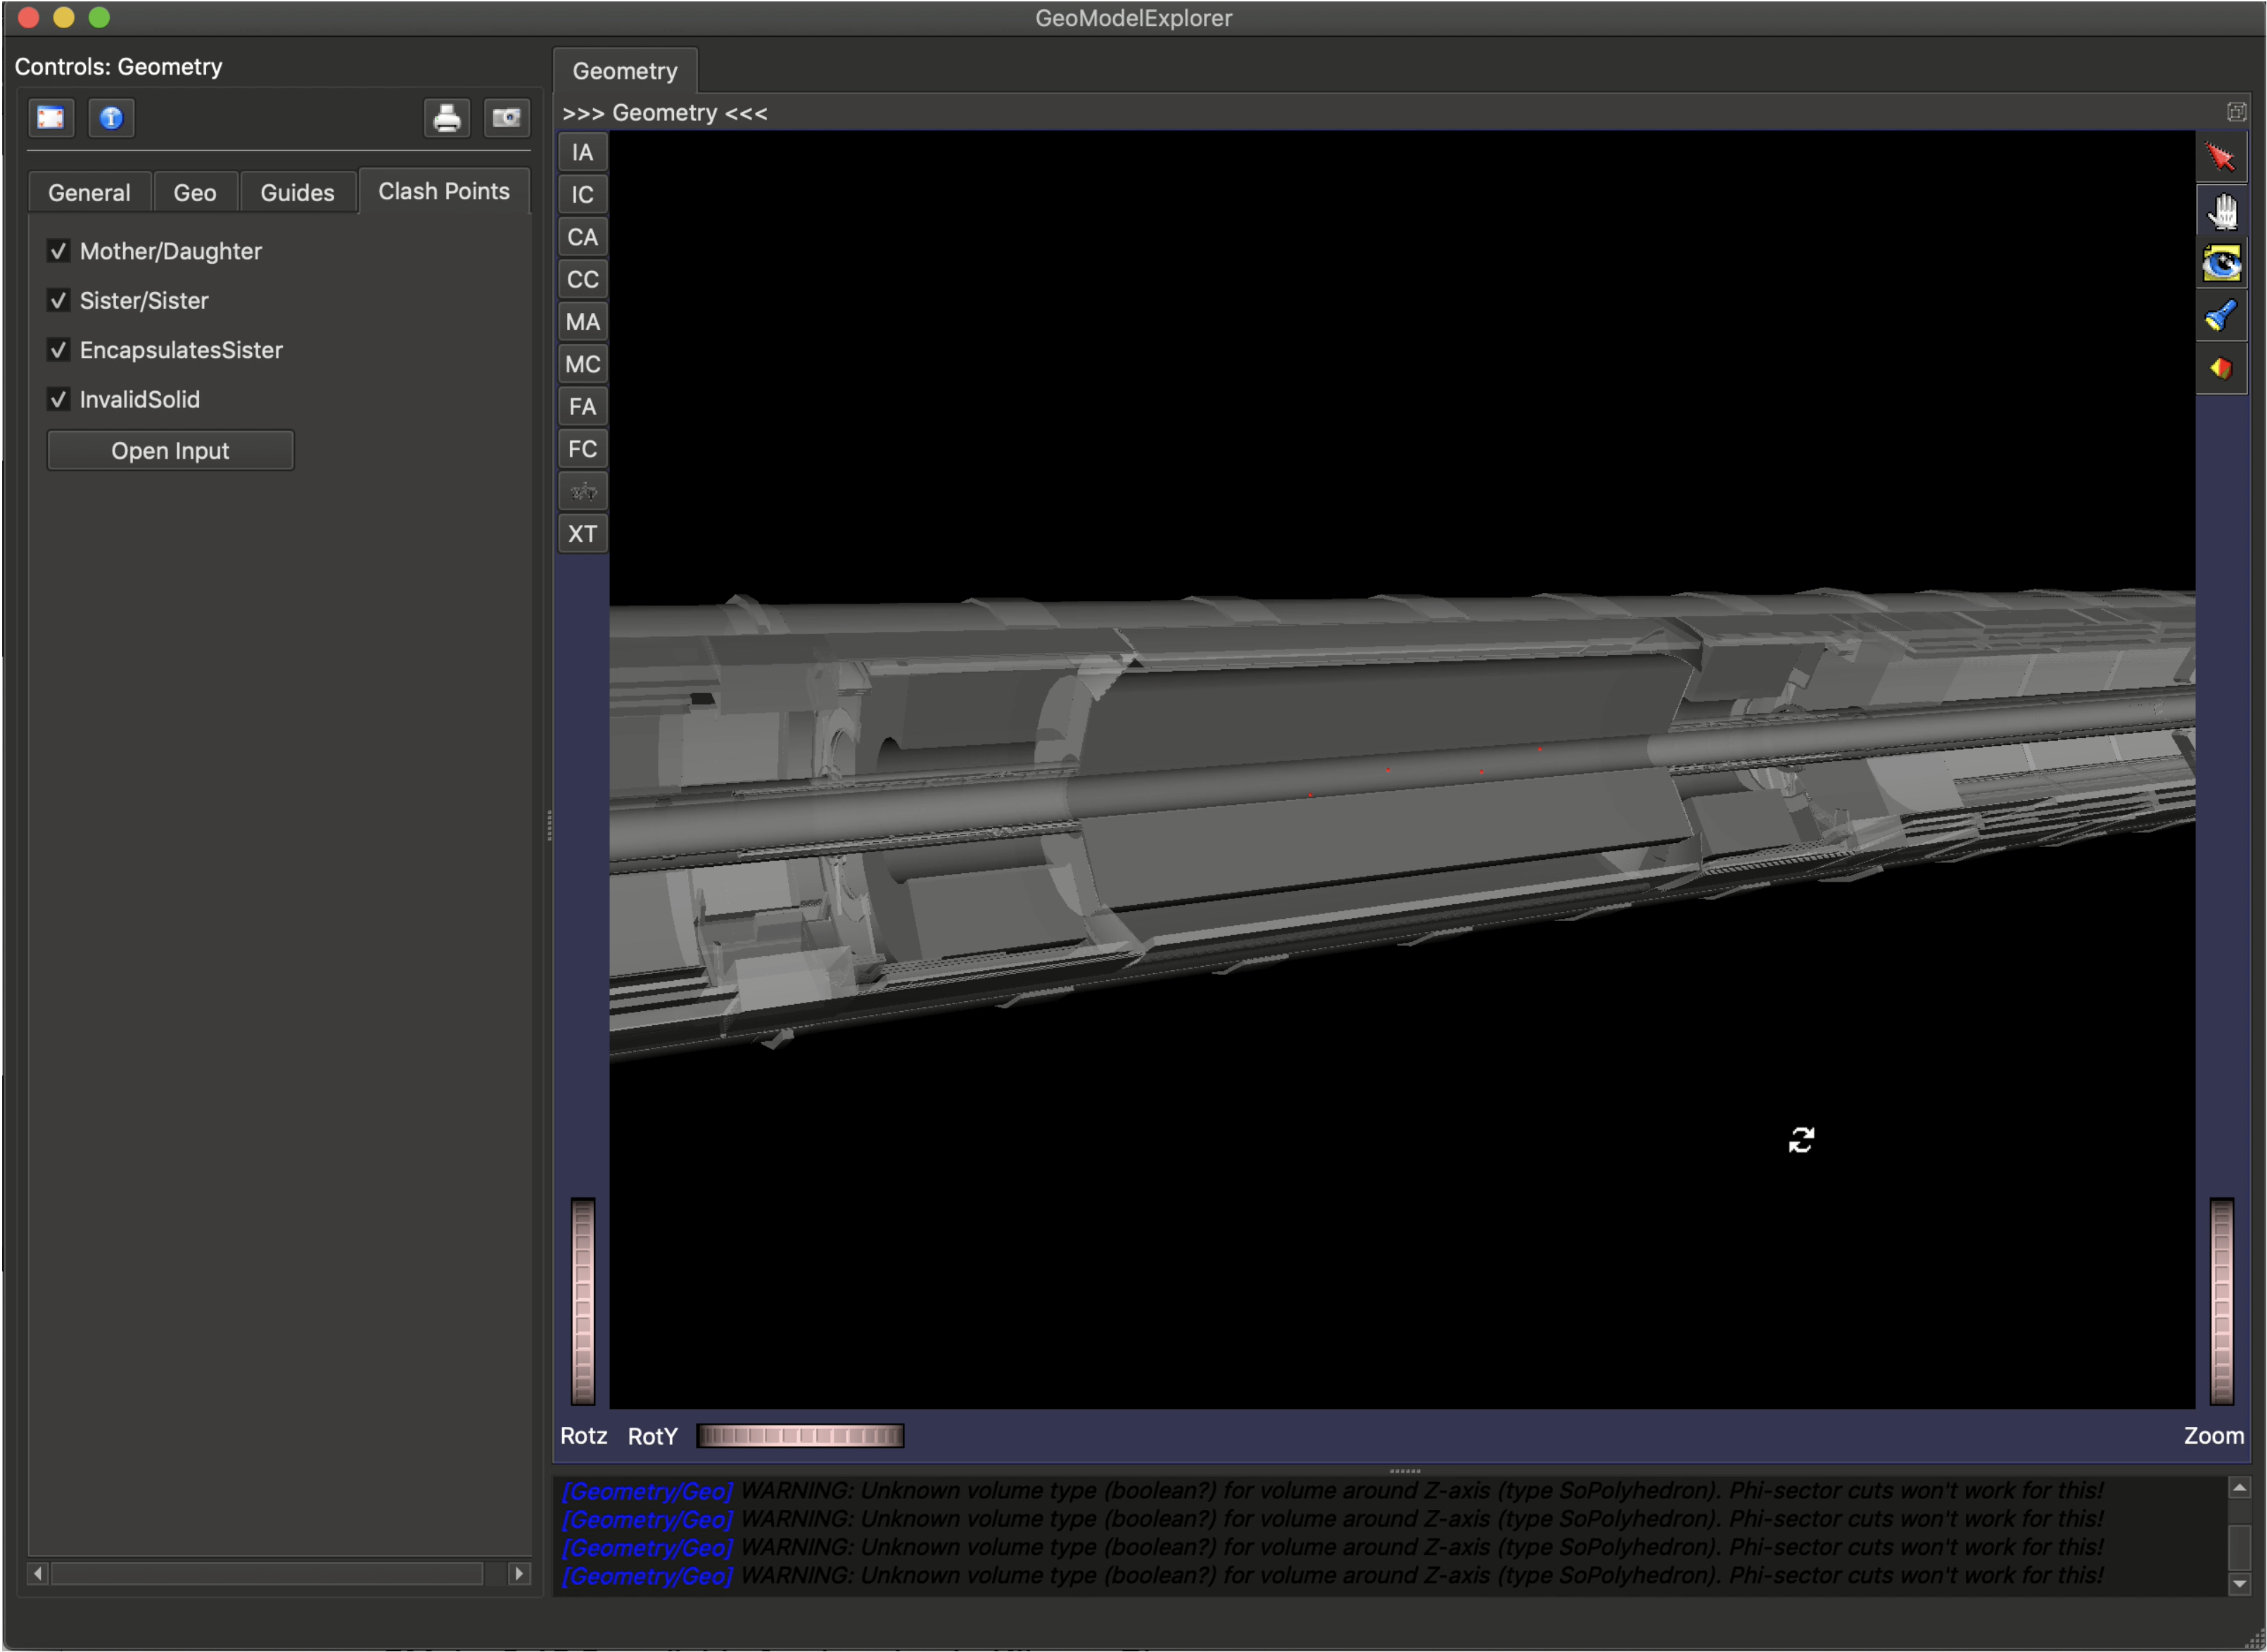 GeoModelExplorer
Controls: Geometry
Geometry
>>> Geometry <<<
General Geo Guides Clash Points
Mother/Daughter
Sister/Sister
EncapsulatesSister
InvalidSolid
Open Input
IA
IC
CA
CC
MA
MC
FA
FC
XT
Rotz RotY
Zoom
[Geometry/Geo] WARNING: Unknown volume type (boolean?) for volume around Z-axis (type SoPolyhedron). Phi-sector cuts won't work for this!
[Geometry/Geo] WARNING: Unknown volume type (boolean?) for volume around Z-axis (type SoPolyhedron). Phi-sector cuts won't work for this!
[Geometry/Geo] WARNING: Unknown volume type (boolean?) for volume around Z-axis (type SoPolyhedron). Phi-sector cuts won't work for this!
[Geometry/Geo] WARNING: Unknown volume type (boolean?) for volume around Z-axis (type SoPolyhedron). Phi-sector cuts won't work for this!